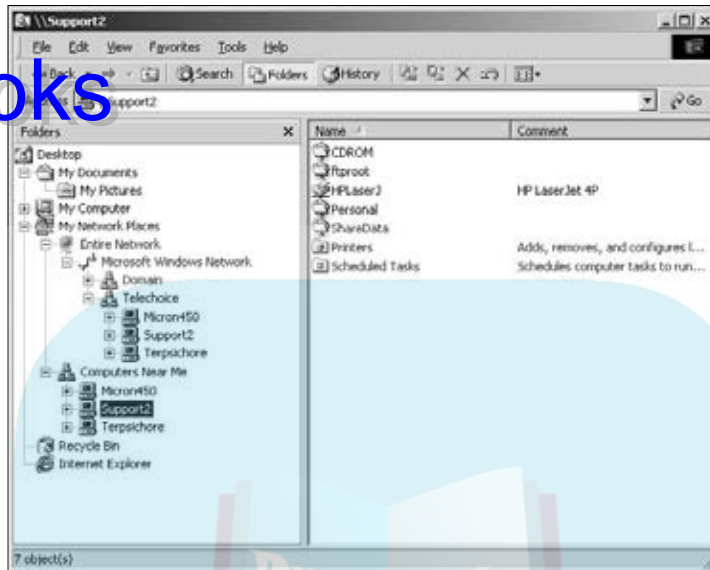 \\Support2
File Edit View Favorites Tools Help
Back Search Folders History
oks
Support2 Go
Folders
Name Comment
Desktop
My Documents
My Pictures
My Computer
My Network Places
Entire Network
Microsoft Windows Network
Domain
Telechoice
Micron450
Support2
Terpsichore
Computers Near Me
Micron450
Support2
Terpsichore
Recycle Bin
Internet Explorer
CDROM
ftproot
HPLaserJ HP LaserJet 4P
Personal
ShareData
Printers Adds, removes, and configures l...
Scheduled Tasks Schedules computer tasks to run...
7 object(s)